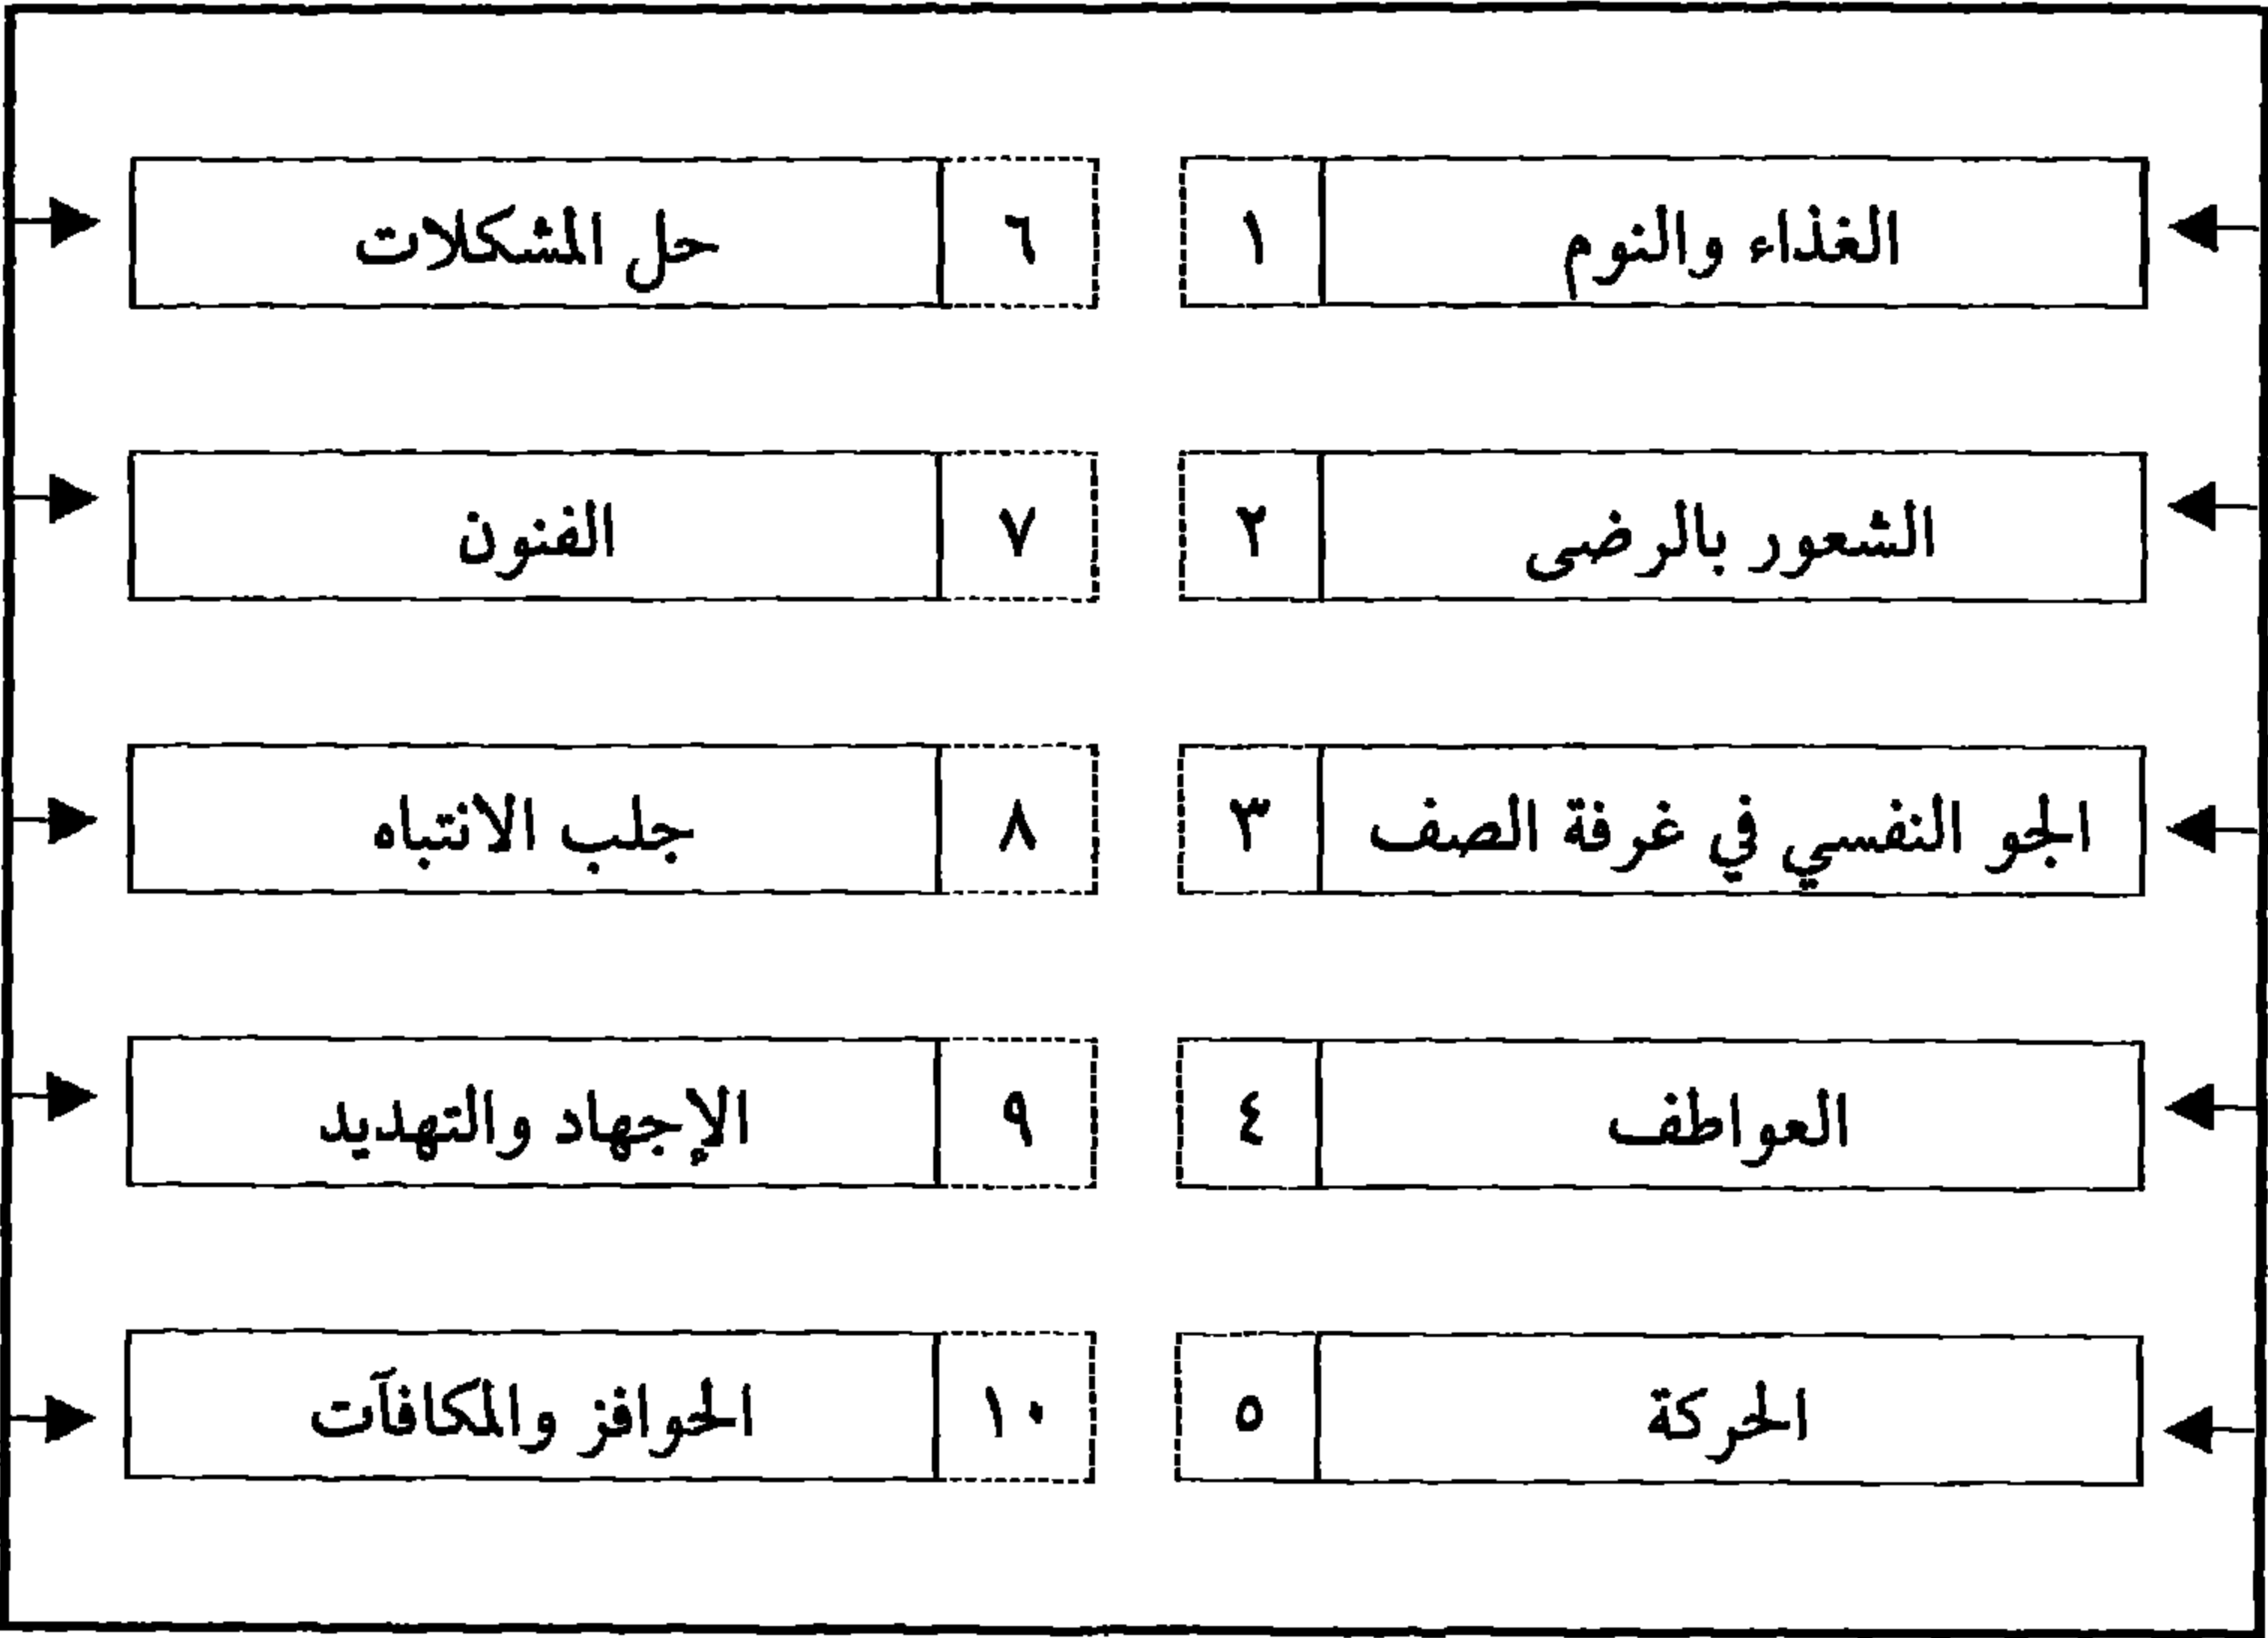 ١ الغذاء والنوم
٢ الشعور بالرضى
٣ الجو النفسي في غرفة الصف
٤ العواطف
٥ الحركة
٦ حل المشكلات
٧ الفنون
٨ جلب الانتباه
٩ الإجهاد والتهديد
١٠ الحوافز والمكافآت